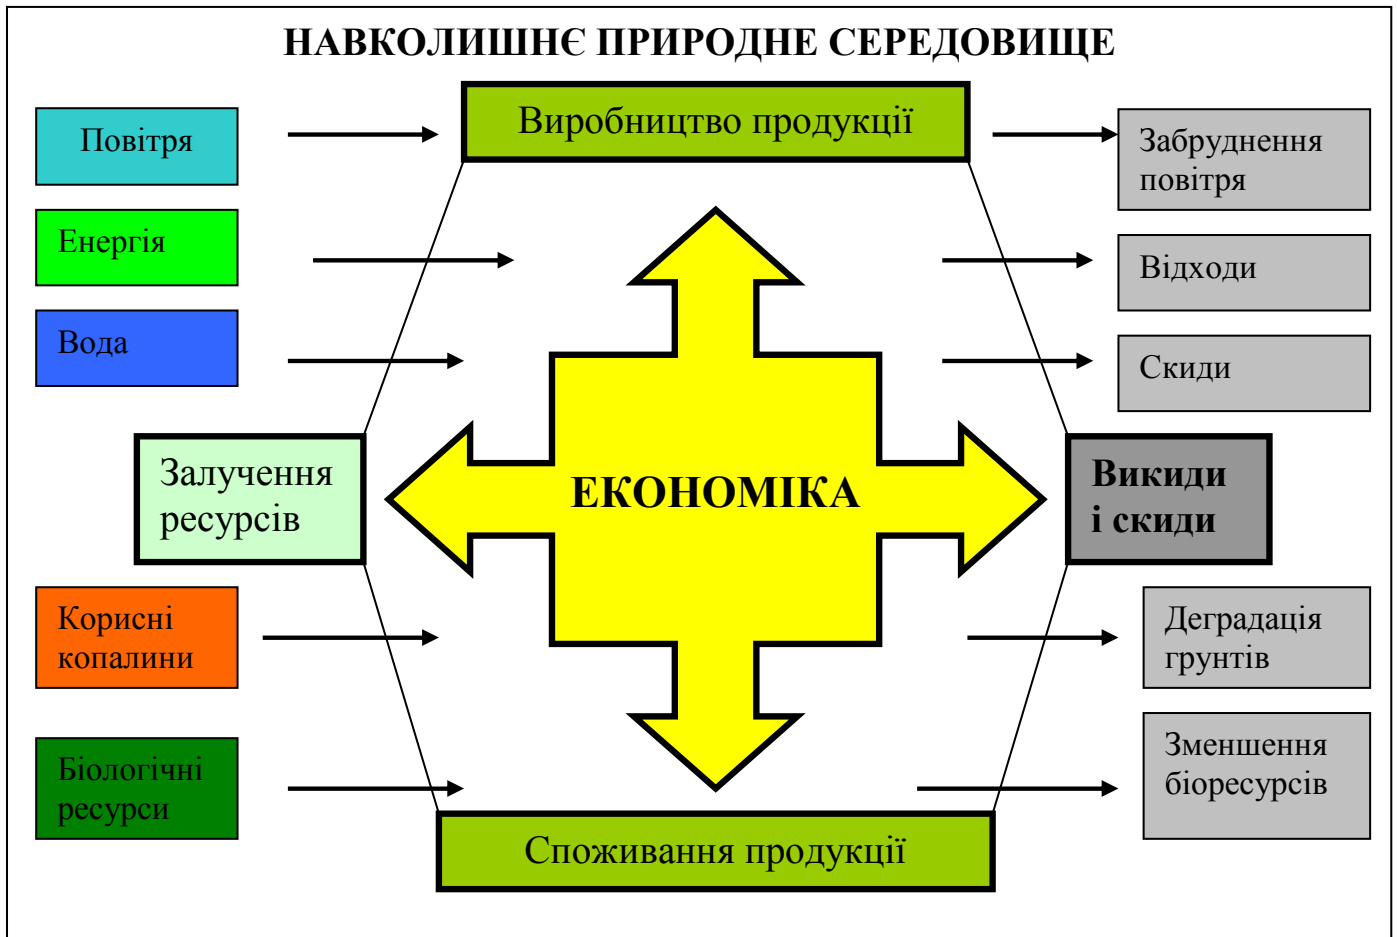 НАВКОЛИШНЄ ПРИРОДНЕ СЕРЕДОВИЩЕ
Повітря
Виробництво продукції
Забруднення
повітря
Енергія
Відходи
Вода
Скиди
Залучення
ресурсів
ЕКОНОМІКА
Викиди
і скиди
Корисні
копалини
Деградація
грунтів
Біологічні
ресурси
Зменшення
біоресурсів
Споживання продукції